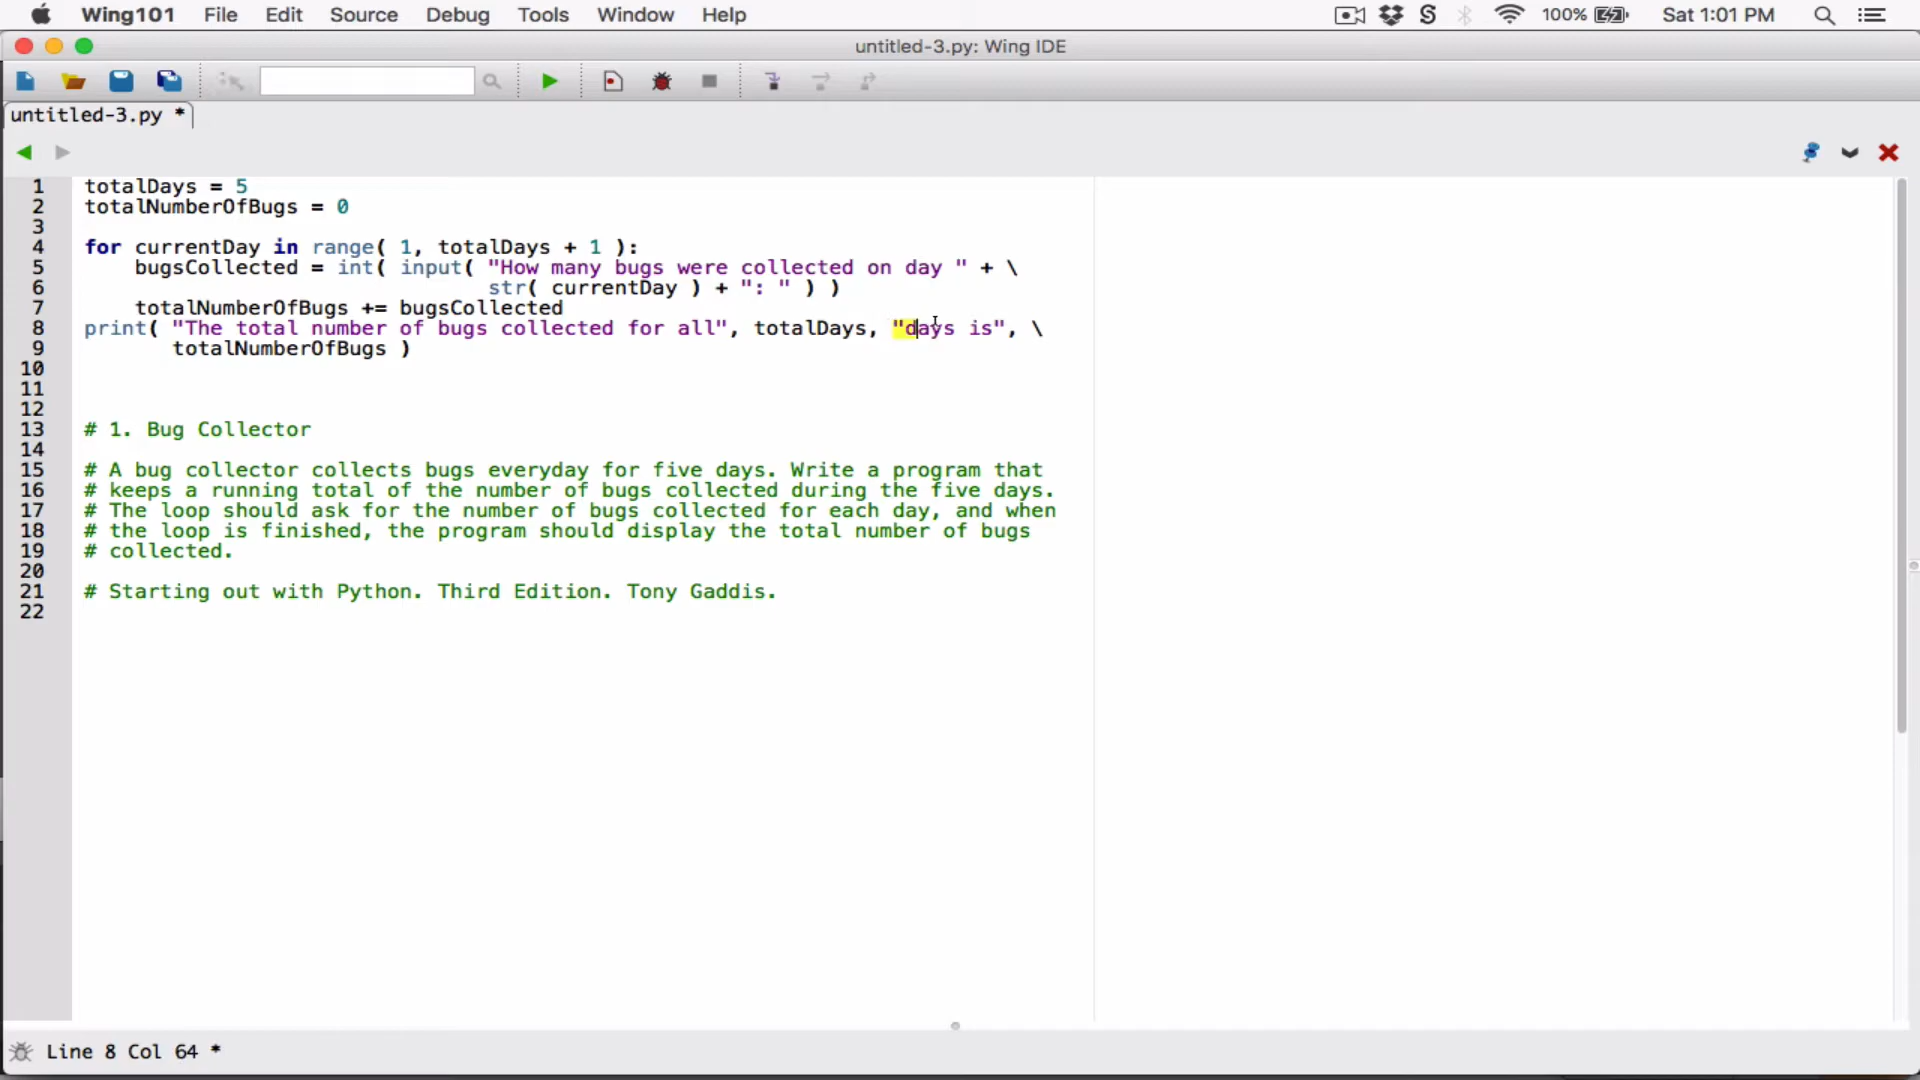 Wing101 File Edit Source Debug Tools Window Help 100% Sat 1:01 PM
untitled-3.py: Wing IDE
untitled-3.py *
1 totalDays = 5
2 totalNumberOfBugs = 0
3
4 for currentDay in range( 1, totalDays + 1 ):
5 bugsCollected = int( input( "How many bugs were collected on day " + \
6 str( currentDay ) + ": " ) )
7 totalNumberOfBugs += bugsCollected
8 print( "The total number of bugs collected for all", totalDays, "days is", \
9 totalNumberOfBugs )
10
11
12
13 # 1. Bug Collector
14
15 # A bug collector collects bugs everyday for five days. Write a program that
16 # keeps a running total of the number of bugs collected during the five days.
17 # The loop should ask for the number of bugs collected for each day, and when
18 # the loop is finished, the program should display the total number of bugs
19 # collected.
20
21 # Starting out with Python. Third Edition. Tony Gaddis.
22
Line 8 Col 64 *